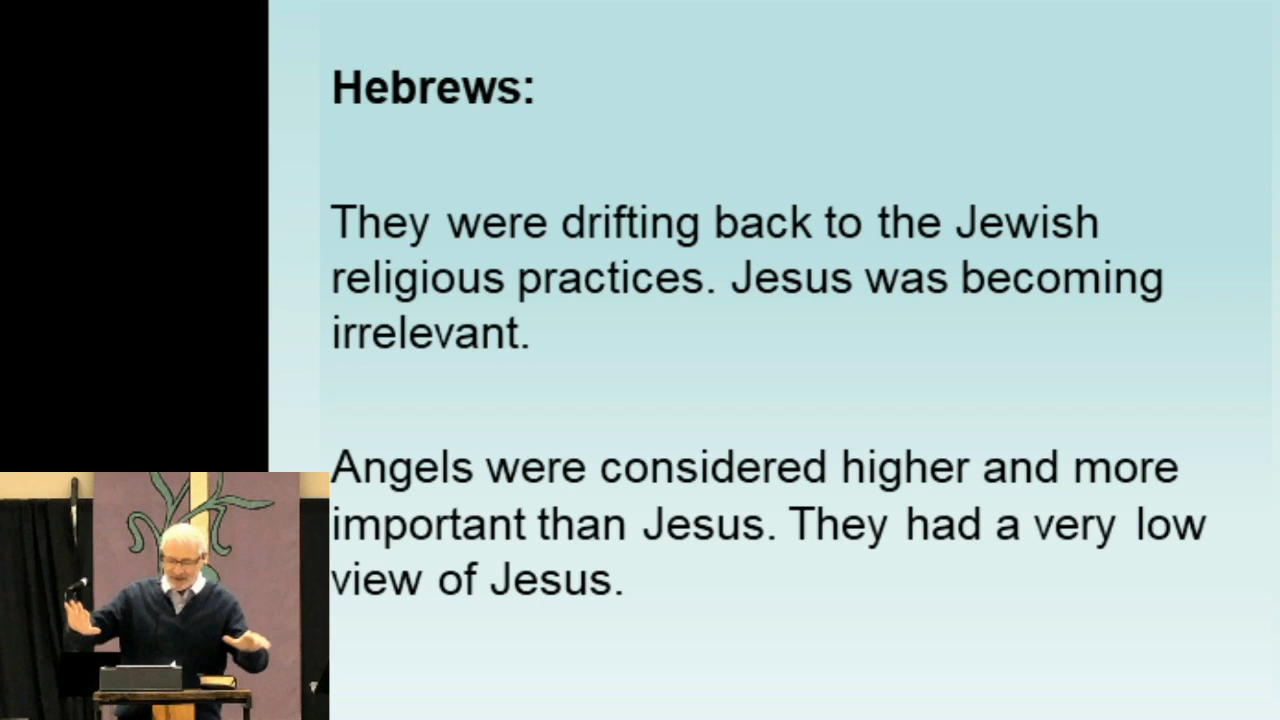 Hebrews:
They were drifting back to the Jewish
religious practices. Jesus was becoming
irrelevant.
Angels were considered higher and more
important than Jesus. They had a very low
view of Jesus.